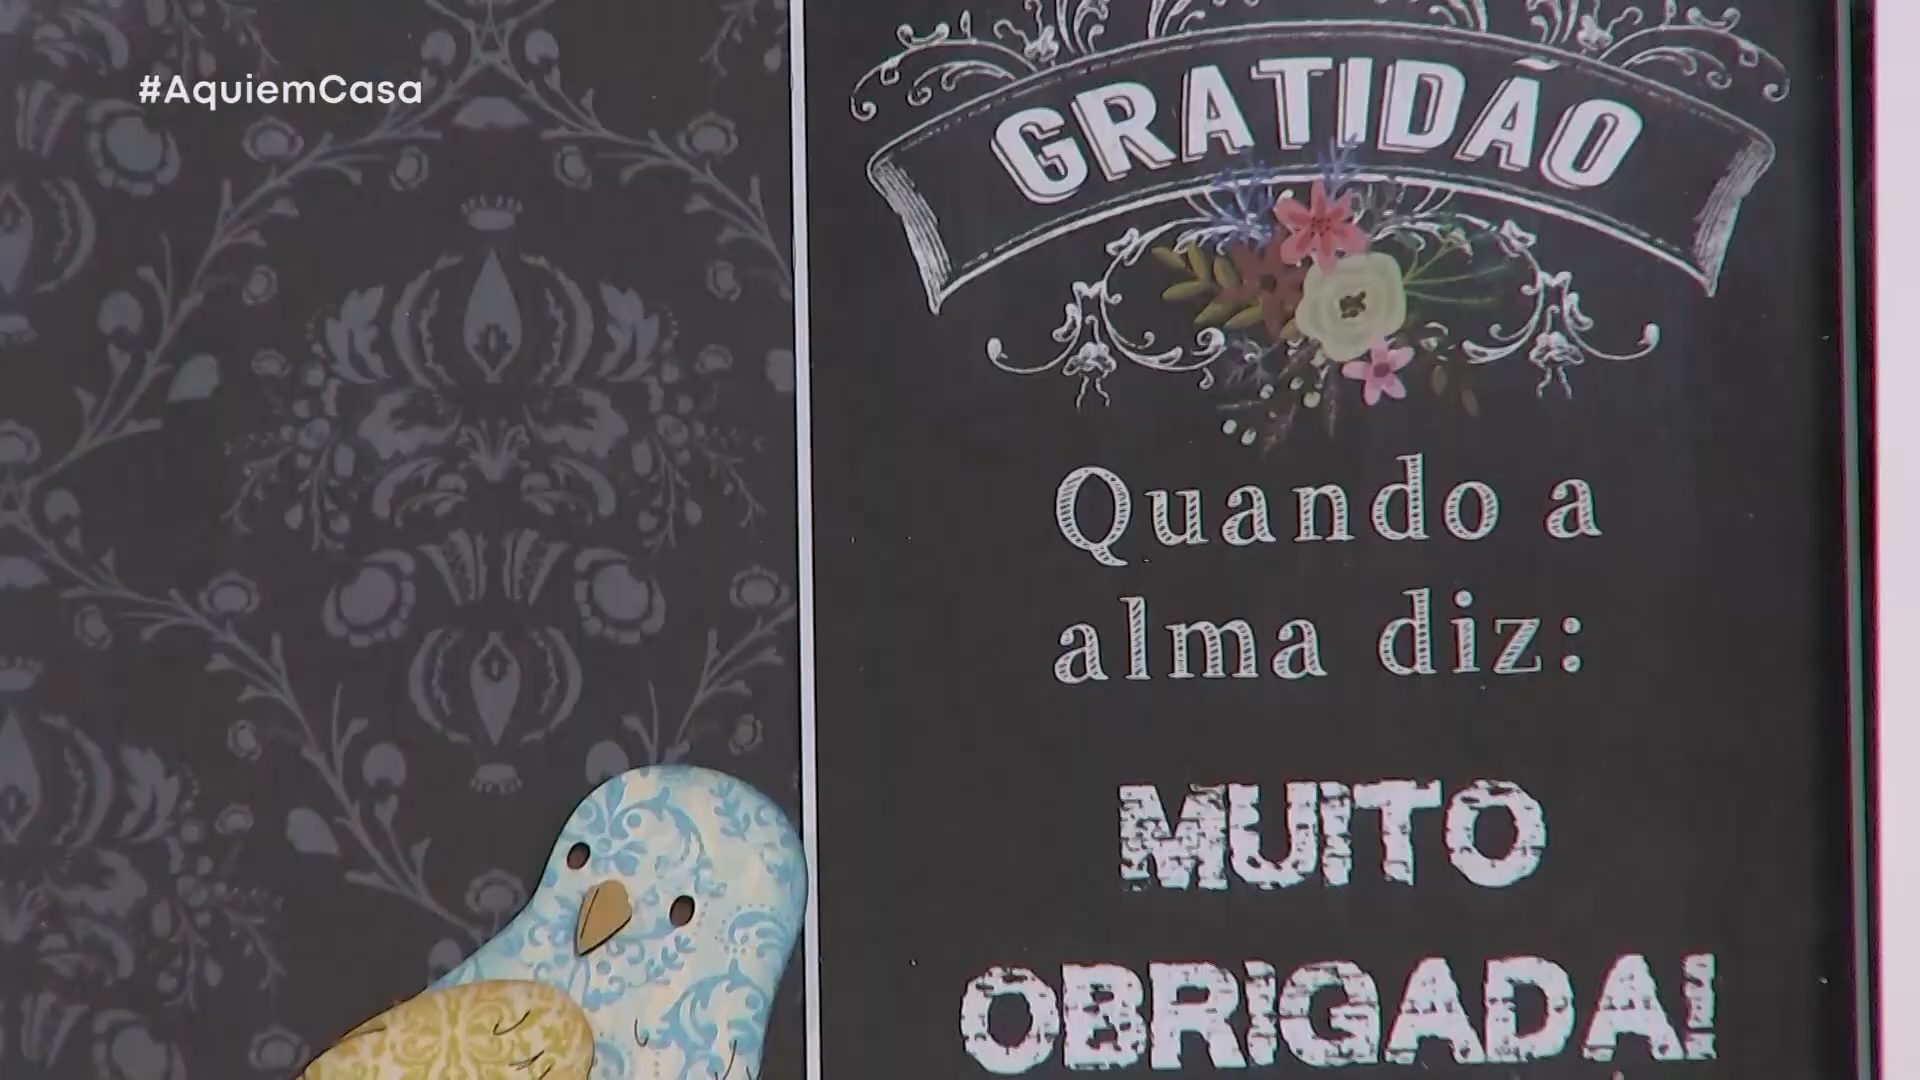 #AquiemCasa
GRATIDÃO
Quando a
alma diz:
MUITO
OBRIGADA!